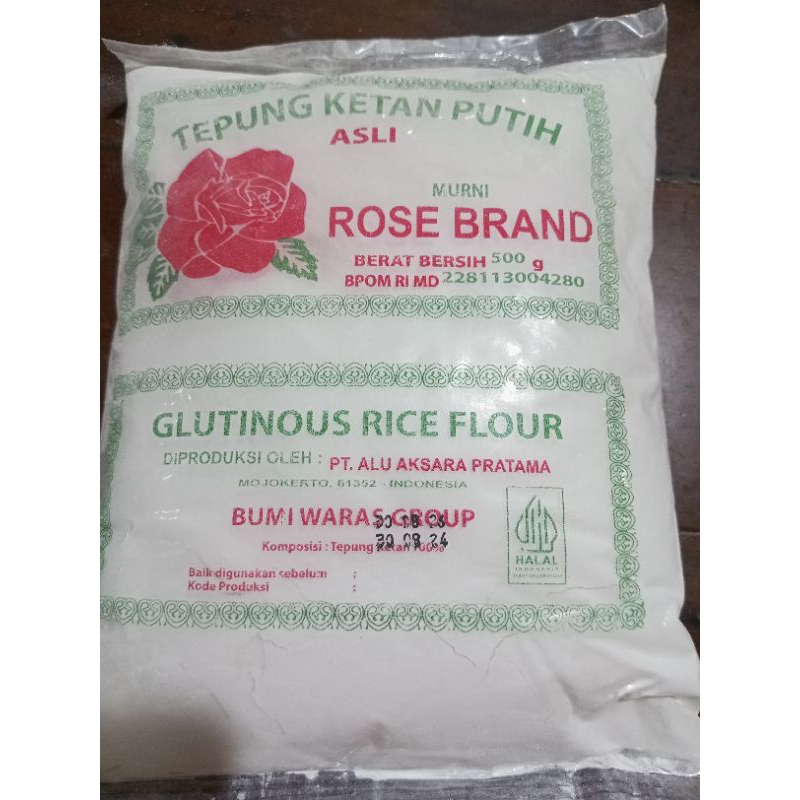 TEPUNG KETAN PUTIH
ASLI
MURNI
ROSE BRAND
BERAT BERSIH 500 g
BPOM RI MD 228113004280
GLUTINOUS RICE FLOUR
DIPRODUKSI OLEH : PT. ALU AKSARA PRATAMA
MOJOKERTO, 61352 - INDONESIA
BUMI WARAS GROUP
30 08 24
Komposisi : Tepung Ketan 100%
HALAL
INDONESIA
Baik digunakan sebelum :
Kode Produksi :